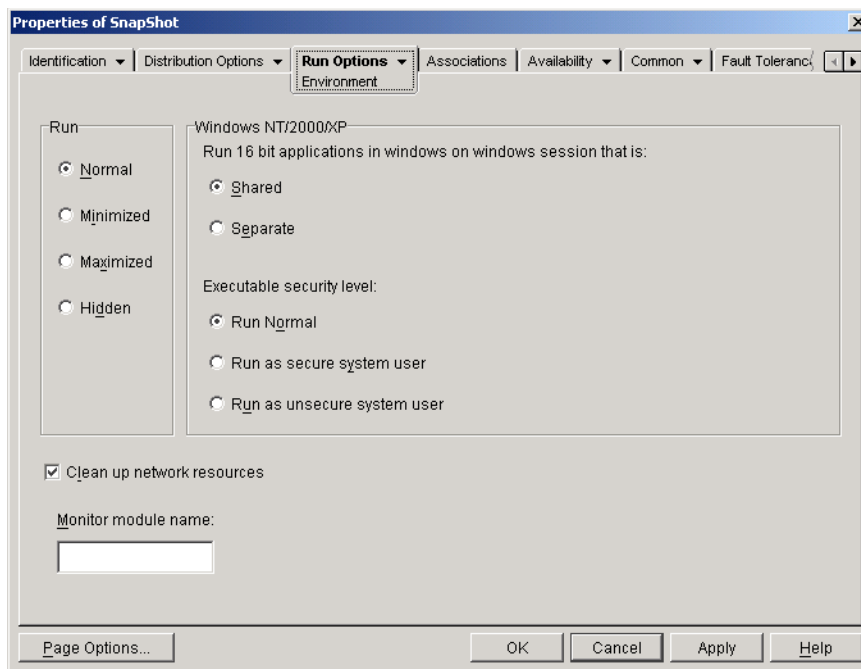 Properties of SnapShot
Identification
Distribution Options
Run Options
Environment
Associations
Availability
Common
Fault Toleranc
Run
Normal
Minimized
Maximized
Hidden
Windows NT/2000/XP
Run 16 bit applications in windows on windows session that is:
Shared
Separate
Executable security level:
Run Normal
Run as secure system user
Run as unsecure system user
Clean up network resources
Monitor module name:
Page Options...
OK
Cancel
Apply
Help